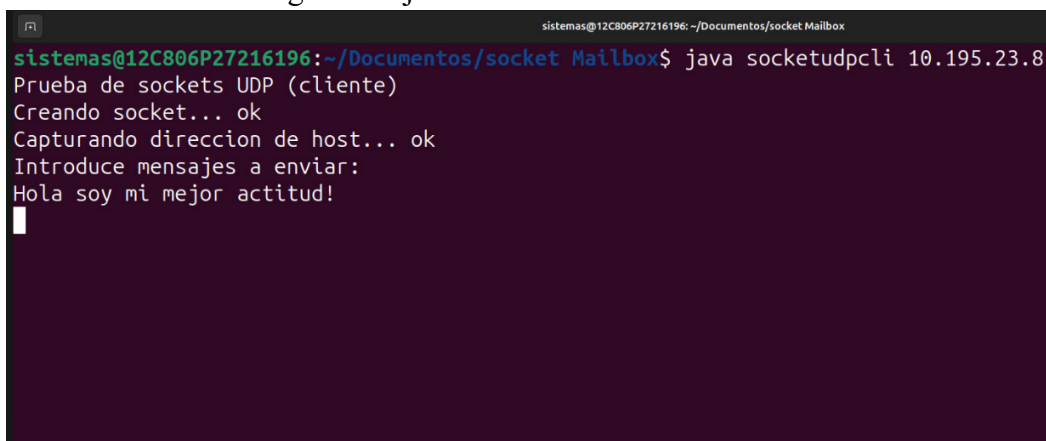 sistemas@12C806P27216196: ~/Documentos/socket Mailbox
sistemas@12C806P27216196:~/Documentos/socket Mailbox$ java socketudpcli 10.195.23.8
Prueba de sockets UDP (cliente)
Creando socket... ok
Capturando direccion de host... ok
Introduce mensajes a enviar:
Hola soy mi mejor actitud!